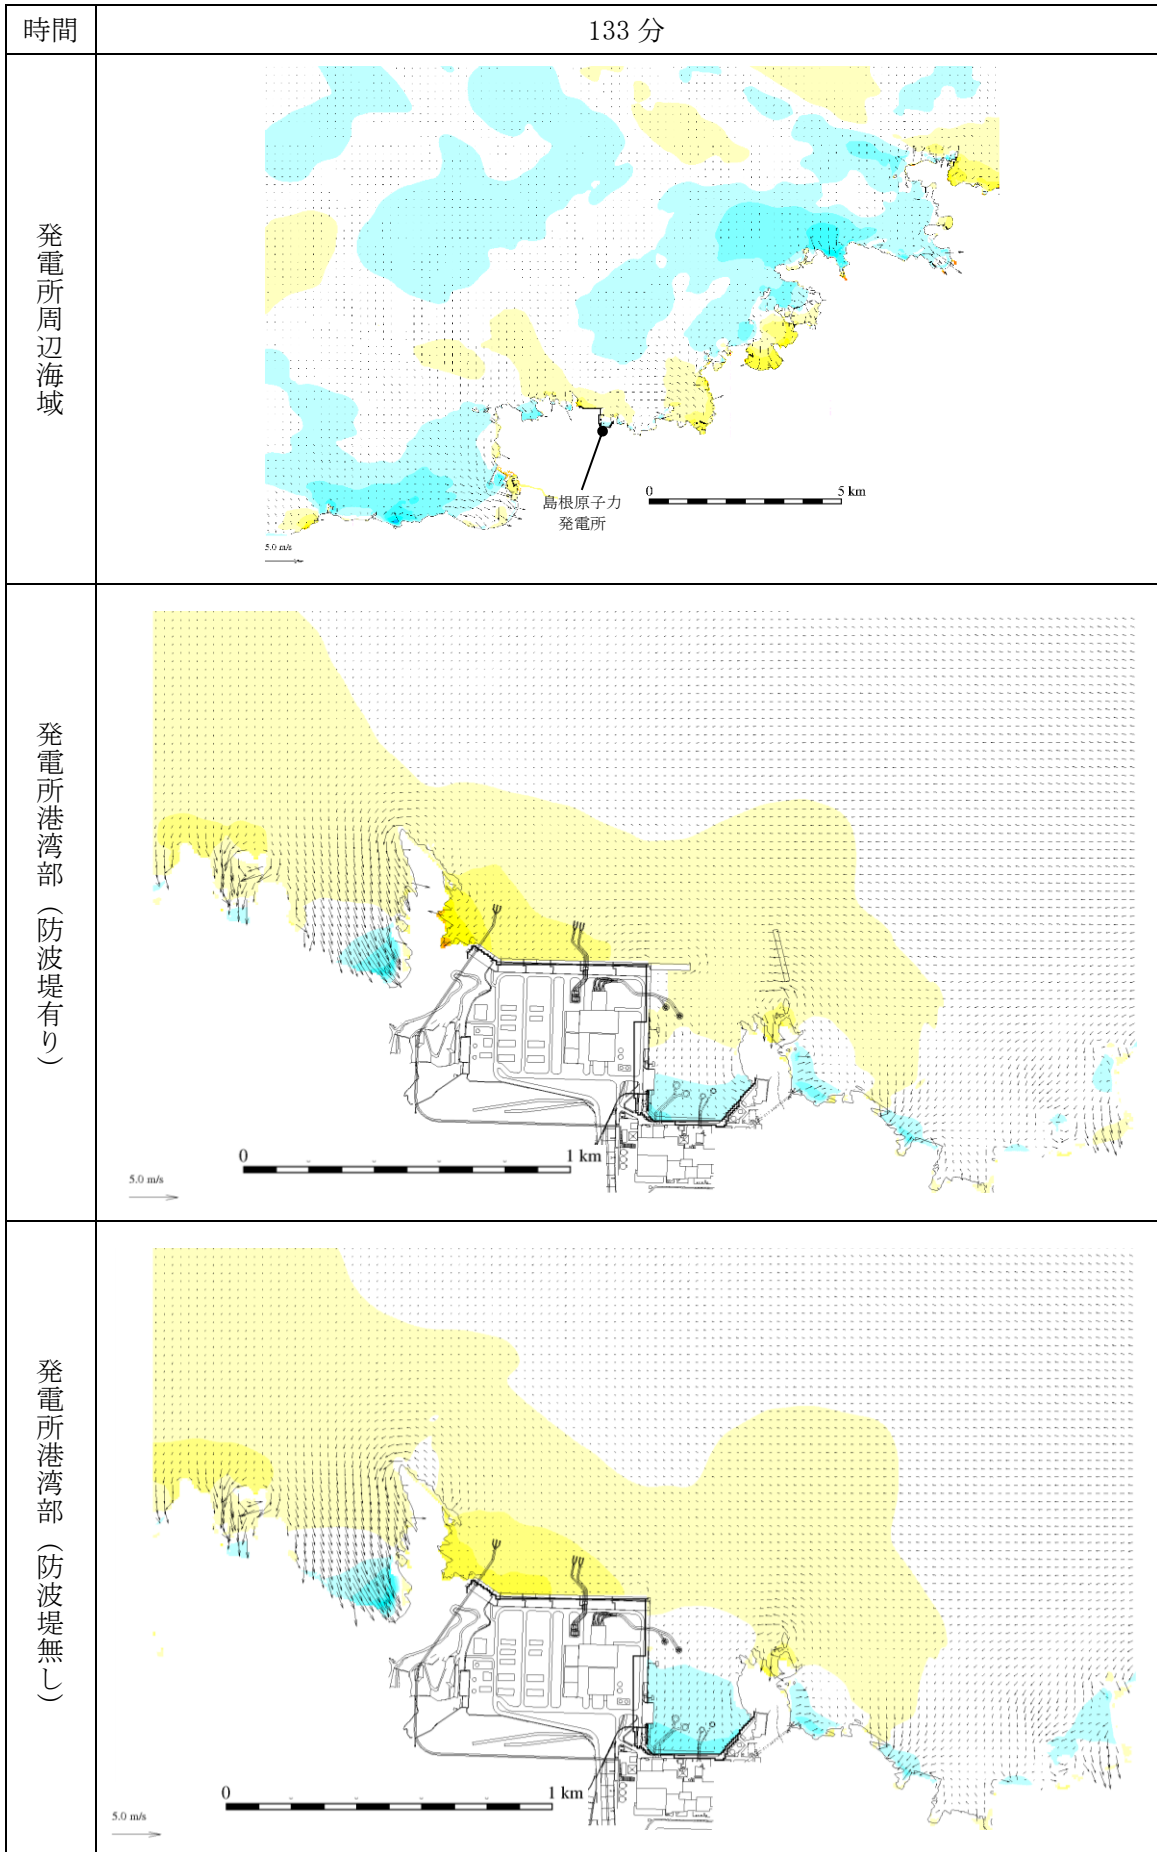 時間
133 分
発電所周辺海域
島根原子力
発電所
0
5 km
5.0 m/s
発電所港湾部（防波堤有り）
0
1 km
5.0 m/s
発電所港湾部（防波堤無し）
0
1 km
5.0 m/s